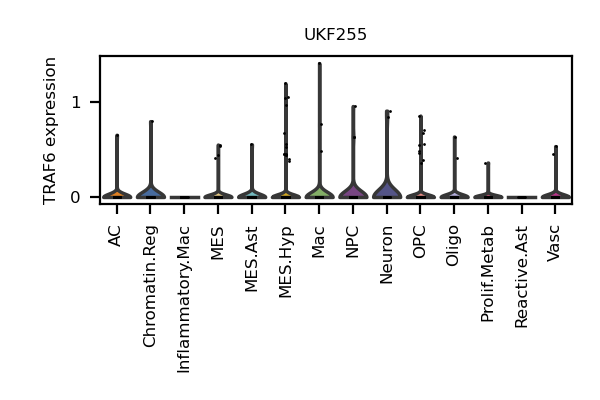 UKF255
TRAF6 expression
1
0
AC
Chromatin.Reg
Inflammatory.Mac
MES
MES.Ast
MES.Hyp
Mac
NPC
Neuron
OPC
Oligo
Prolif.Metab
Reactive.Ast
Vasc